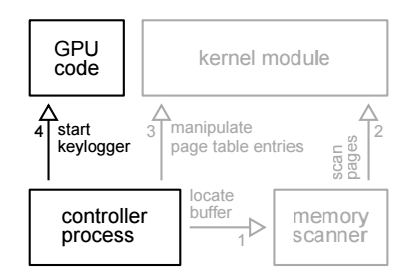 GPU
code
kernel module
4
start
keylogger
3
manipulate
page table entries
scan
pages
2
controller
process
locate
buffer
1
memory
scanner